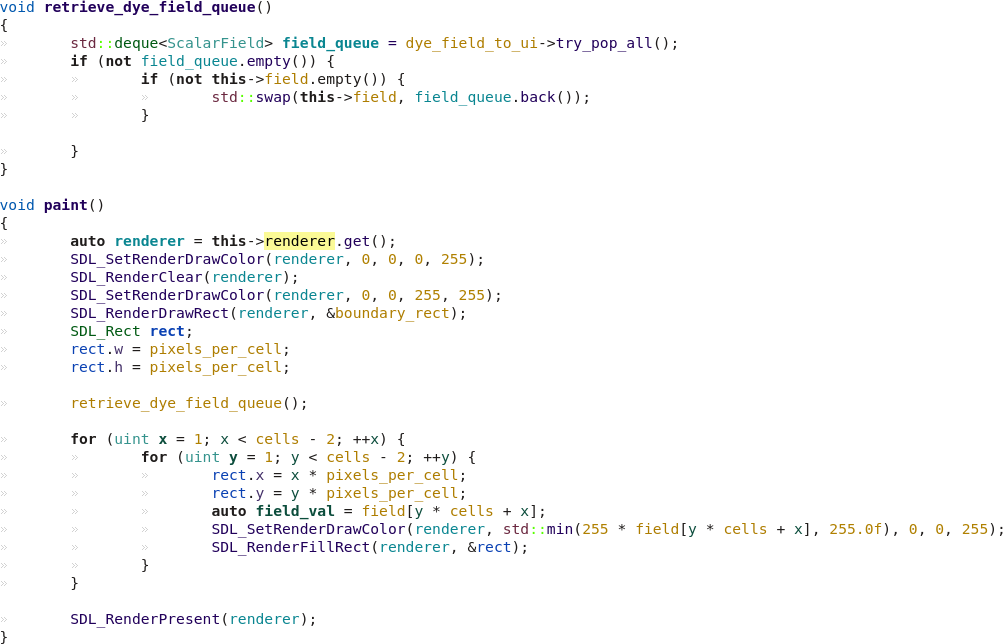 void retrieve_dye_field_queue()
{
»       std::deque<ScalarField> field_queue = dye_field_to_ui->try_pop_all();
»       if (not field_queue.empty()) {
»       »       if (not this->field.empty()) {
»       »       »       std::swap(this->field, field_queue.back());
»       »       }

»       }
}

void paint()
{
»       auto renderer = this->renderer.get();
»       SDL_SetRenderDrawColor(renderer, 0, 0, 0, 255);
»       SDL_RenderClear(renderer);
»       SDL_SetRenderDrawColor(renderer, 0, 0, 255, 255);
»       SDL_RenderDrawRect(renderer, &boundary_rect);
»       SDL_Rect rect;
»       rect.w = pixels_per_cell;
»       rect.h = pixels_per_cell;

»       retrieve_dye_field_queue();

»       for (uint x = 1; x < cells - 2; ++x) {
»       »       for (uint y = 1; y < cells - 2; ++y) {
»       »       »       rect.x = x * pixels_per_cell;
»       »       »       rect.y = y * pixels_per_cell;
»       »       »       auto field_val = field[y * cells + x];
»       »       »       SDL_SetRenderDrawColor(renderer, std::min(255 * field[y * cells + x], 255.0f), 0, 0, 255);
»       »       »       SDL_RenderFillRect(renderer, &rect);
»       »       }
»       }

»       SDL_RenderPresent(renderer);
}